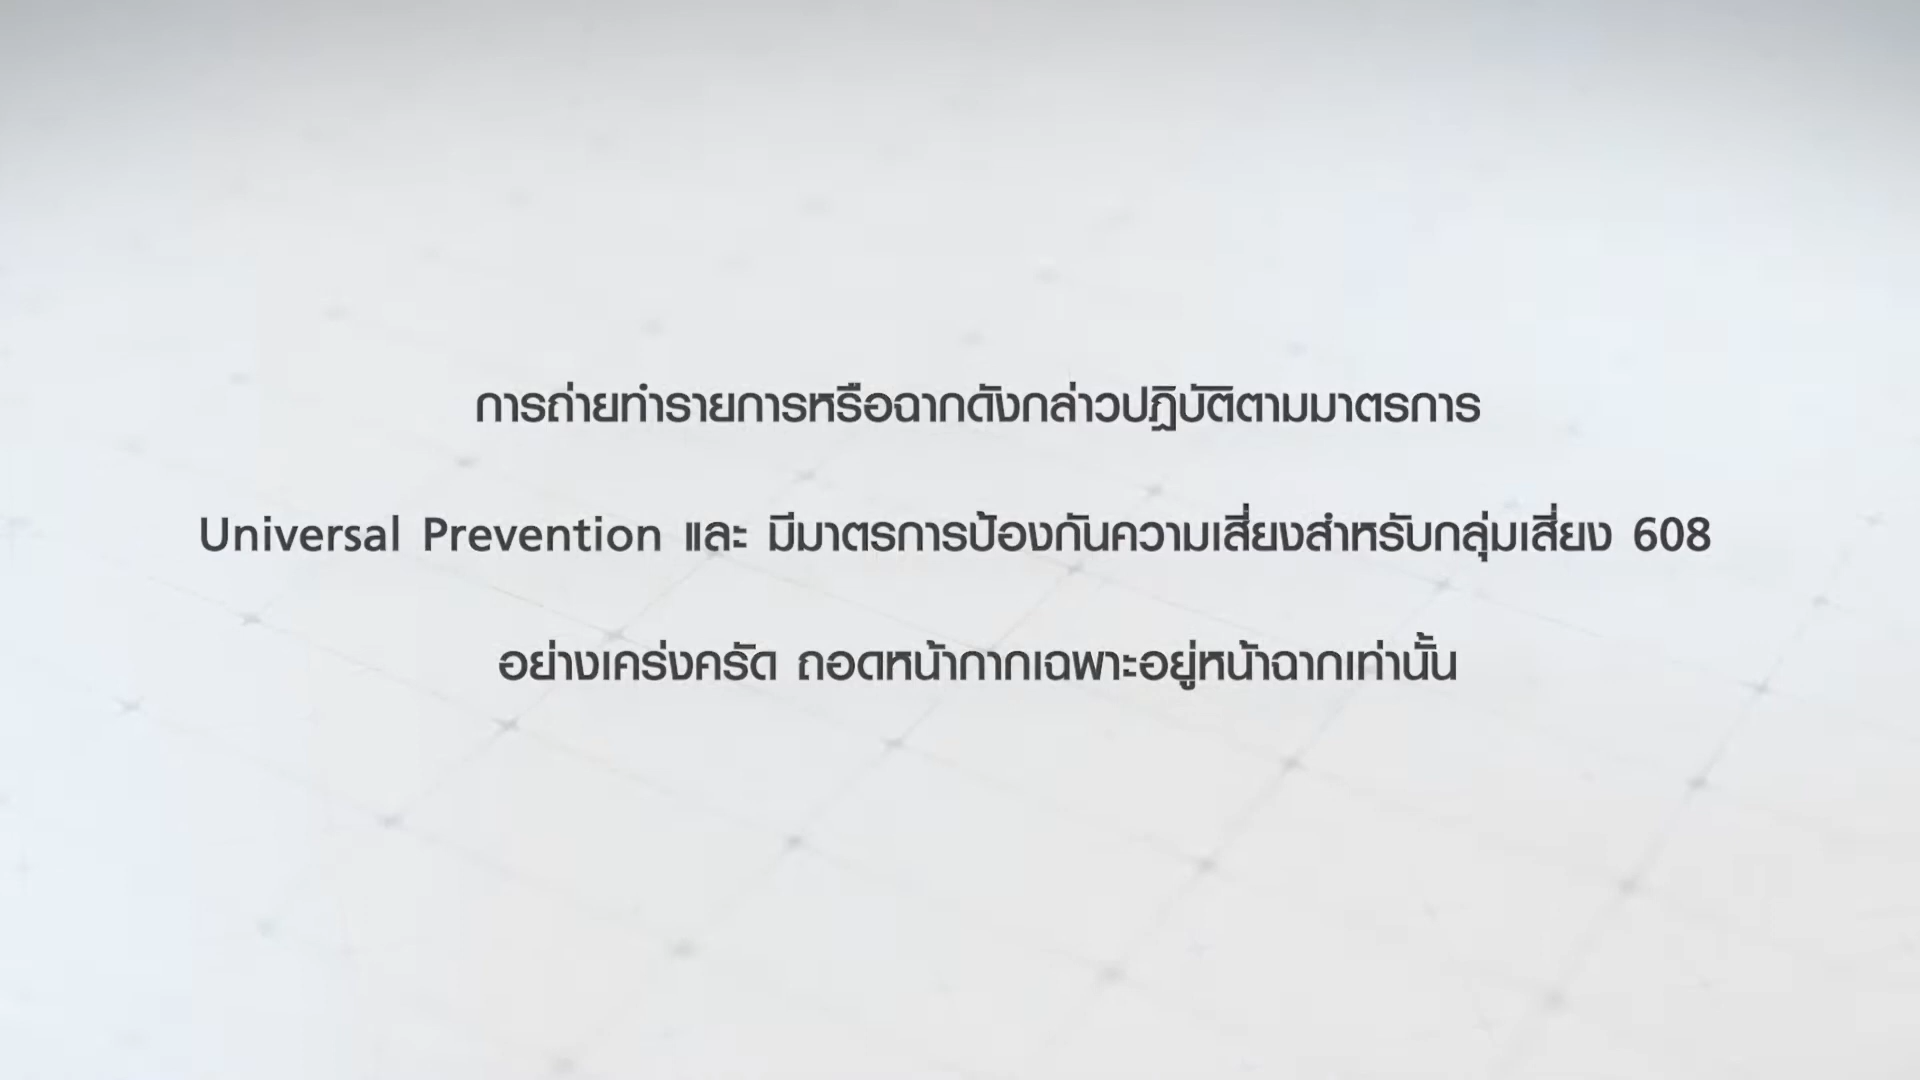 การถ่ายทำรายการหรือฉากดังกล่าวปฏิบัติตามมาตรการ
Universal Prevention และ มีมาตรการป้องกันความเสี่ยงสำหรับกลุ่มเสี่ยง 608
อย่างเคร่งครัด ถอดหน้ากากเฉพาะอยู่หน้าฉากเท่านั้น